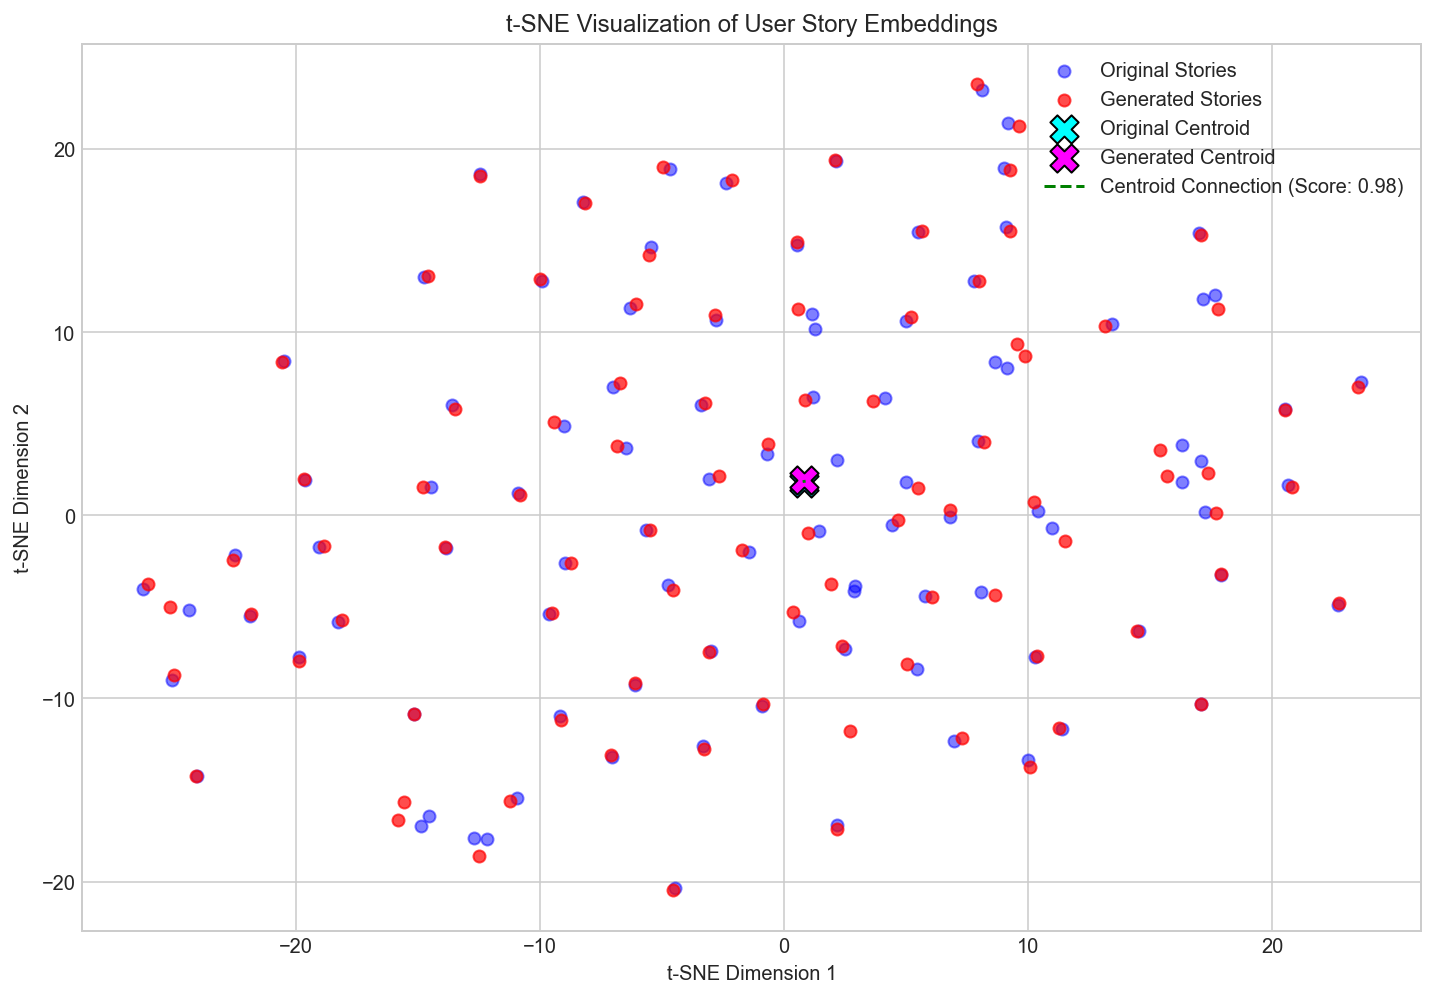 t-SNE Visualization of User Story Embeddings
Original Stories
Generated Stories
Original Centroid
Generated Centroid
Centroid Connection (Score: 0.98)
20
10
0
−10
−20
t-SNE Dimension 2
−20
−10
0
10
20
t-SNE Dimension 1